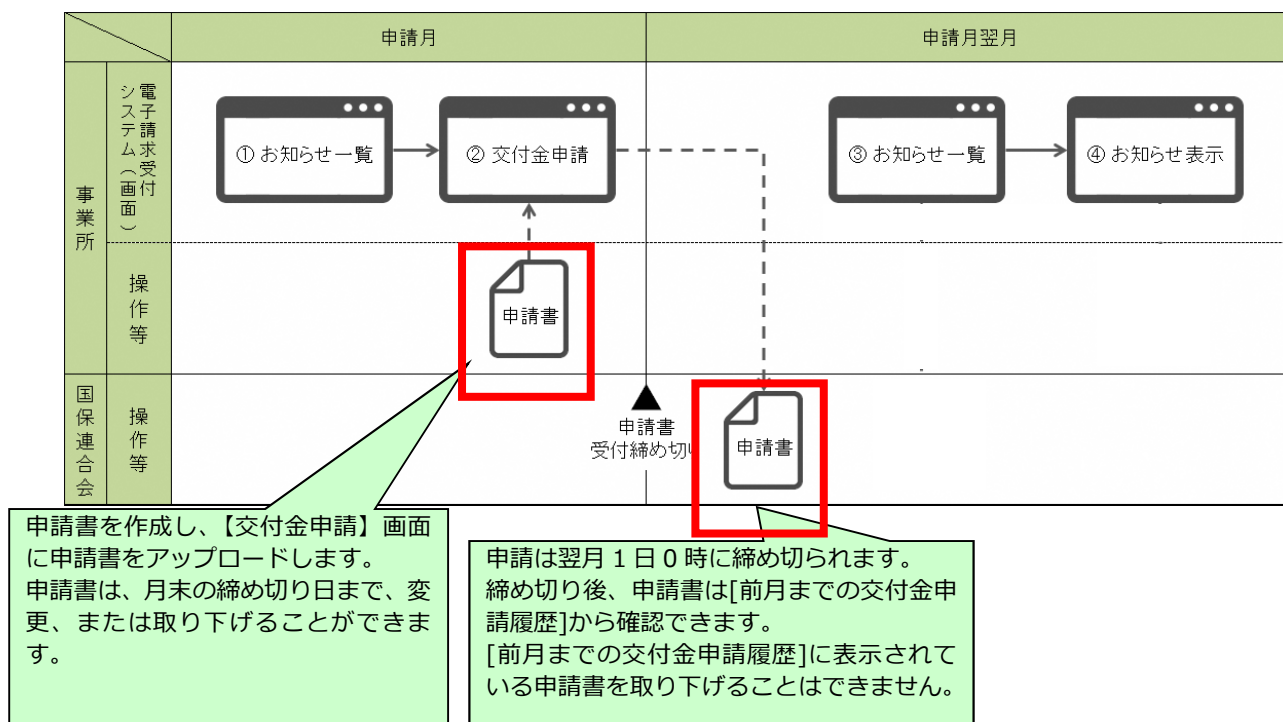 申請月
申請月翌月
事業所
電子請求受付
システム（画面）
① お知らせ一覧
② 交付金申請
③ お知らせ一覧
④ お知らせ表示
操作等
申請書
国保連合会
操作等
申請書
受付締め切り
申請書
申請書を作成し、【交付金申請】画面
に申請書をアップロードします。
申請書は、月末の締め切り日まで、変
更、または取り下げることができま
す。
申請は翌月１日０時に締め切られます。
締め切り後、申請書は[前月までの交付金申
請履歴]から確認できます。
[前月までの交付金申請履歴]に表示されて
いる申請書を取り下げることはできません。